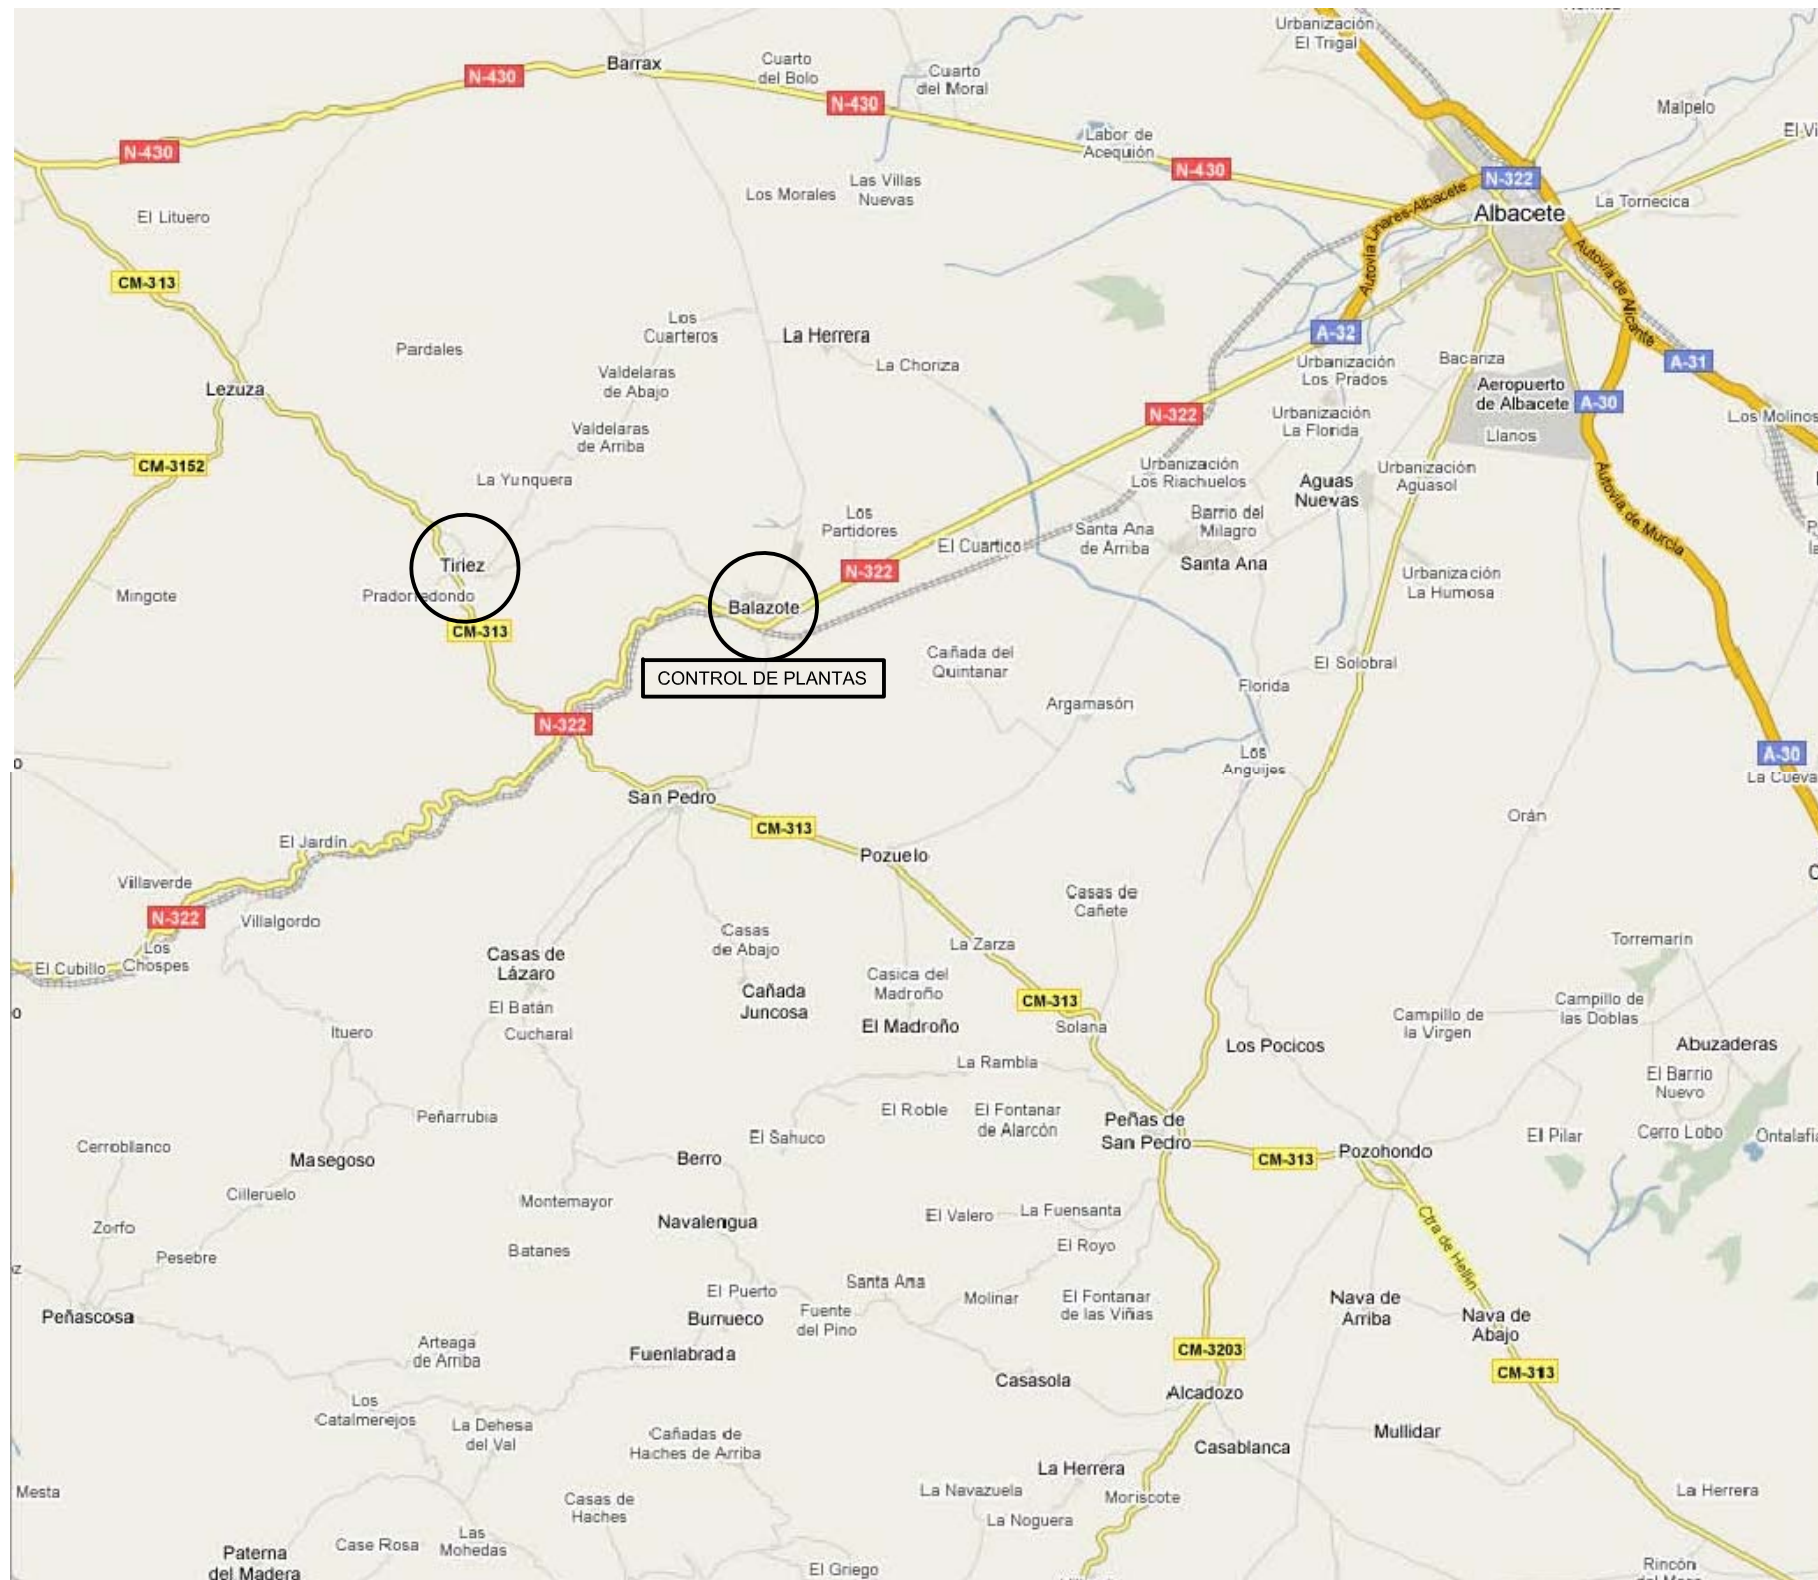 Urbanización
El Trigal
N-430
Barrax
Cuarto
del Bolo
Cuarto
del Moral
N-430
Malpelo
N-430
Labor de
Acequión
N-430
N-322
Albacete
La Tornecica
Los Morales
Las Villas
Nuevas
El Lituero
Autovía Linares-Albacete
Autovía de Alicante
CM-313
Los
Cuarteros
La Herrera
A-32
Pardales
La Choriza
Urbanización
Los Prados
Bacariza
A-31
Valdelaras
de Abajo
Aeropuerto
de Albacete
A-30
Lezuza
N-322
Urbanización
La Florida
Los Molinos
Valdelaras
de Arriba
Llanos
CM-3152
La Yunquera
Urbanización
Los Riachuelos
Aguas
Nuevas
Urbanización
Aguasol
Autovía de Murcia
Los
Partidores
Barrio del
Milagro
Santa Ana
de Arriba
El Cuartico
Tiriez
N-322
Santa Ana
Urbanización
La Humosa
Mingote
Pradorredondo
Balazote
CM-313
Cañada del
Quintanar
El Solobral
CONTROL DE PLANTAS
Florida
Argamasón
N-322
Los
Anguijes
A-30
La Cueva
San Pedro
CM-313
Orán
El Jardín
Pozuelo
Villaverde
Casas de
Cañete
N-322
Villalgordo
Casas
de Abajo
La Zarza
Torremarín
Los
Chospes
El Cubillo
Casas de
Lázaro
Casica del
Madroño
Cañada
Juncosa
CM-313
Campillo de
las Doblas
El Batán
Campillo de
la Virgen
Ituero
Cucharal
El Madroño
Solana
Los Pocicos
Abuzaderas
La Rambla
El Barrio
Nuevo
Peñarrubia
El Roble
El Fontanar
de Alarcón
Peñas de
San Pedro
El Sahuco
El Pilar
Cerro Lobo
Cerroblanco
Masegoso
Berro
CM-313
Pozohondo
Cilleruelo
Montemayor
Navalengua
El Valero
La Fuensanta
Zorfo
Pesebre
Batanes
El Royo
Ctra de Hellín
El Puerto
Santa Ana
Molinar
El Fontanar
de las Viñas
Nava de
Arriba
Peñascosa
Burrueco
Fuente
del Pino
Nava de
Abajo
Arteaga
de Arriba
Fuenlabrada
CM-3203
CM-313
Casasola
Alcadozo
Los
Catalmerejos
La Dehesa
del Val
Cañadas de
Haches de Arriba
Casablanca
Mullidar
La Herrera
Mesta
La Navazuela
Moriscote
La Herrera
Casas de
Haches
La Noguera
Paterna
del Madera
Case Rosa
Las
Mohedas
El Griego
Rincón